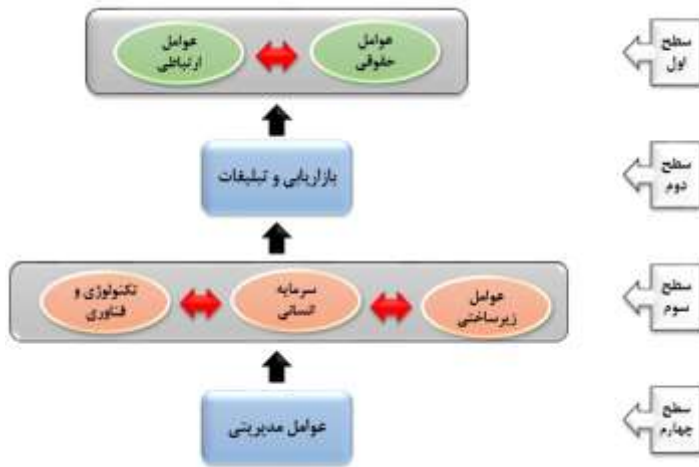 عوامل
حقوقی
عوامل
ارتباطی
سطح
اول
بازاریابی و تبلیغات
سطح
دوم
عوامل
زیرساختی
سرمایه
انسانی
تکنولوژی و
فناوری
سطح
سوم
عوامل مدیریتی
سطح
چهارم